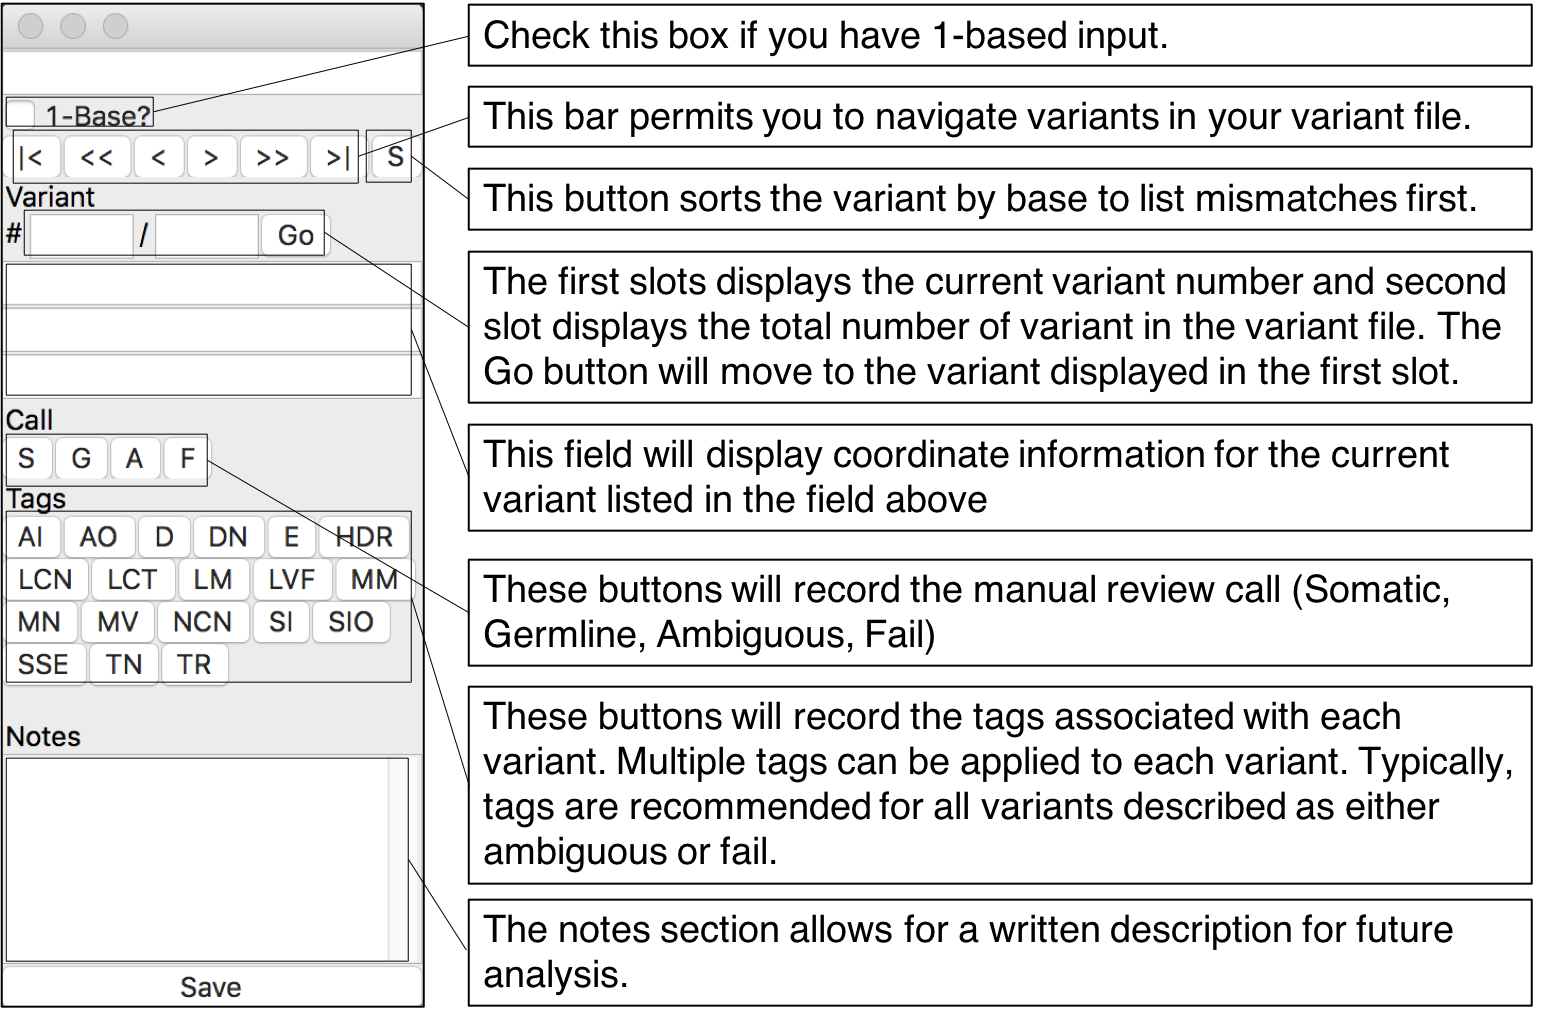 Check this box if you have 1-based input.
1-Base?
|<
<<
<
>
>>
>|
S
This bar permits you to navigate variants in your variant file.
This button sorts the variant by base to list mismatches first.
Variant
#
/
Go
The first slots displays the current variant number and second
slot displays the total number of variant in the variant file. The
Go button will move to the variant displayed in the first slot.
This field will display coordinate information for the current
variant listed in the field above
Call
S G A F
These buttons will record the manual review call (Somatic,
Germline, Ambiguous, Fail)
Tags
AI AO D DN E HDR
LCN LCT LM LVF MM
MN MV NCN SI SIO
SSE TN TR
These buttons will record the tags associated with each
variant. Multiple tags can be applied to each variant. Typically,
tags are recommended for all variants described as either
ambiguous or fail.
Notes
The notes section allows for a written description for future
analysis.
Save